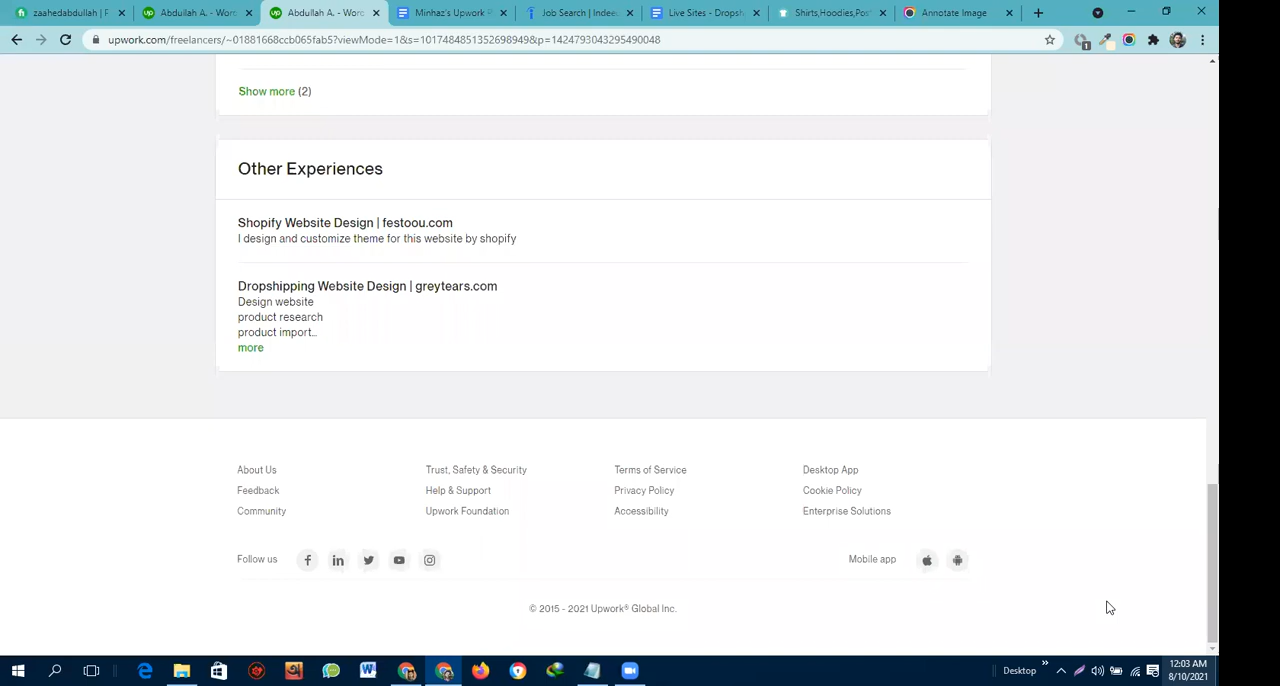 zaahedabdullah | F
Abdullah A. - Word
Abdullah A. - Word
Minhaz's Upwork P
Job Search | Indee
Live Sites - Dropsh
Shirts,Hoodies,Pos
Annotate Image
upwork.com/freelancers/~01881668ccb065fab5?viewMode=1&s=1017484851352698949&p=1424793043295490048
1
Show more (2)
Other Experiences
Shopify Website Design | festoou.com
I design and customize theme for this website by shopify
Dropshipping Website Design | greytears.com
Design website
product research
product import...
more
About Us
Trust, Safety & Security
Terms of Service
Desktop App
Feedback
Help & Support
Privacy Policy
Cookie Policy
Community
Upwork Foundation
Accessibility
Enterprise Solutions
Follow us
Mobile app
© 2015 - 2021 Upwork® Global Inc.
Desktop
12:03 AM
8/10/2021